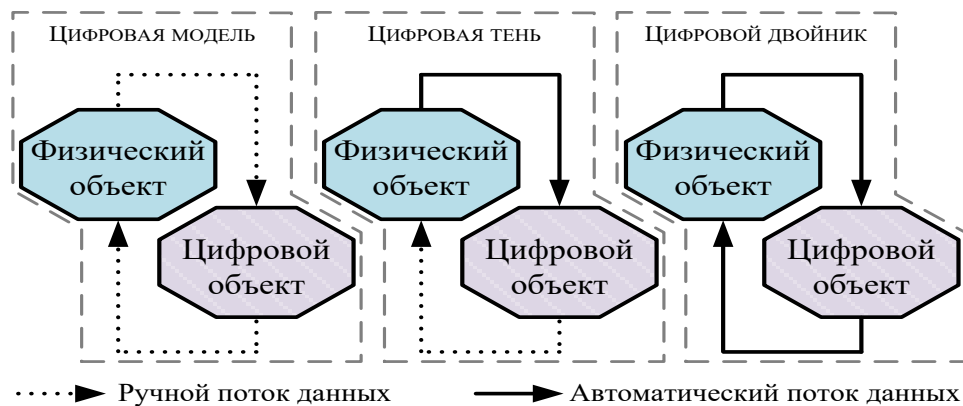 ЦИФРОВАЯ МОДЕЛЬ
ЦИФРОВАЯ ТЕНЬ
ЦИФРОВОЙ ДВОЙНИК
Физический
объект
Цифровой
объект
Физический
объект
Цифровой
объект
Физический
объект
Цифровой
объект
Ручной поток данных
Автоматический поток данных